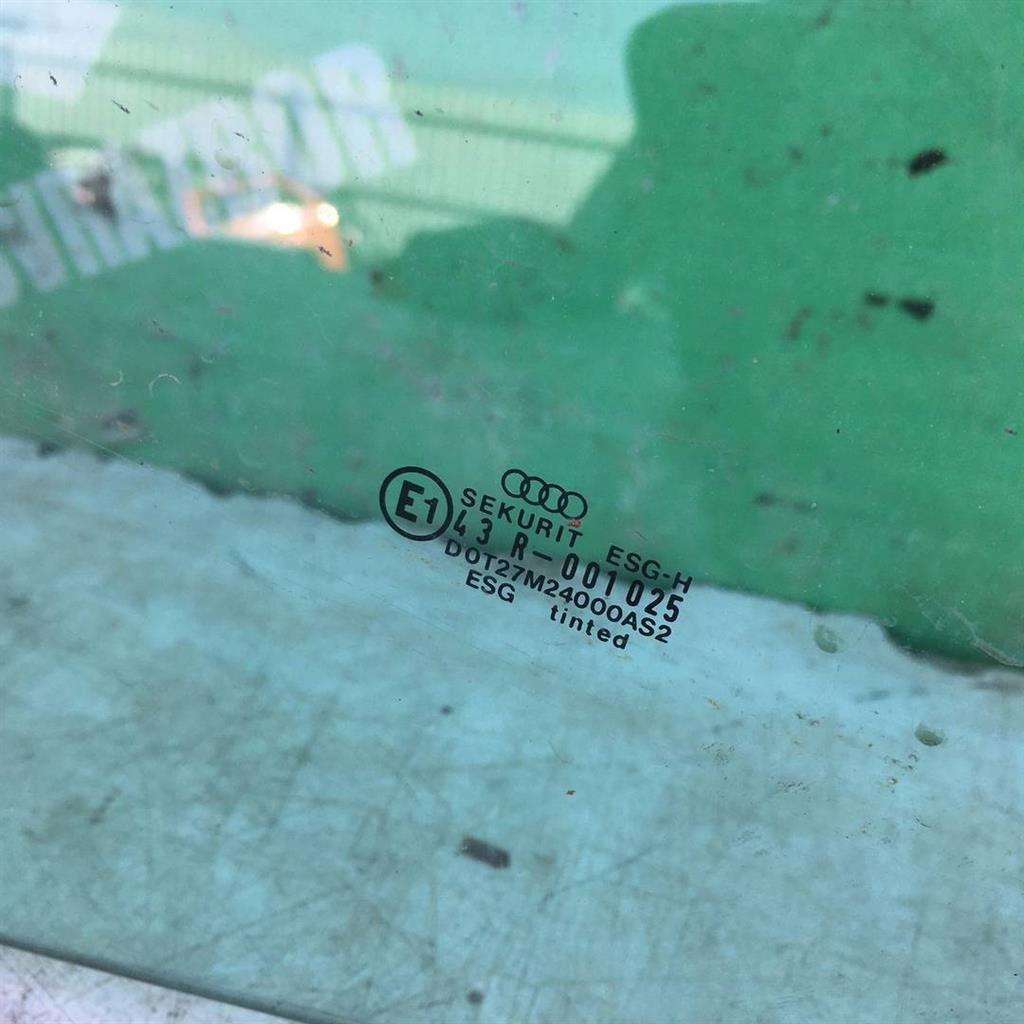 E1
SEKURIT ESG-H
43 R-001025
DOT27M24000AS2
ESG tinted